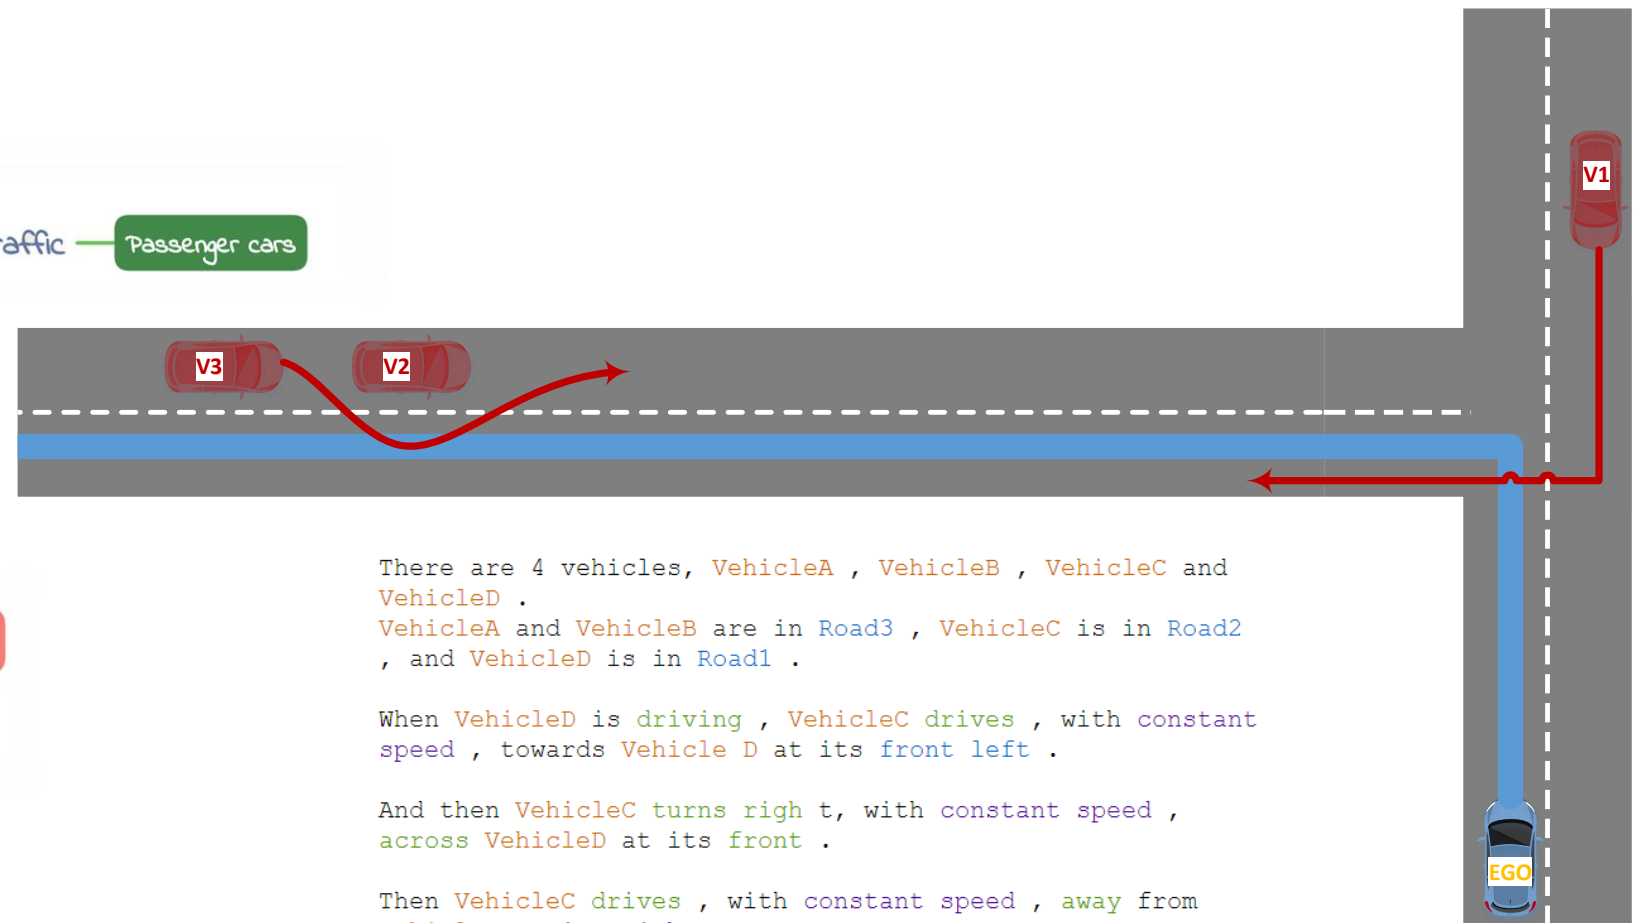 V1
Passenger cars
V3
V2
There are 4 vehicles, VehicleA , VehicleB , VehicleC and
VehicleD .
VehicleA and VehicleB are in Road3 , VehicleC is in Road2
, and VehicleD is in Road1 .
When VehicleD is driving , VehicleC drives , with constant
speed , towards Vehicle D at its front left .
And then VehicleC turns righ t, with constant speed ,
across VehicleD at its front .
EGO
Then VehicleC drives , with constant speed , away from